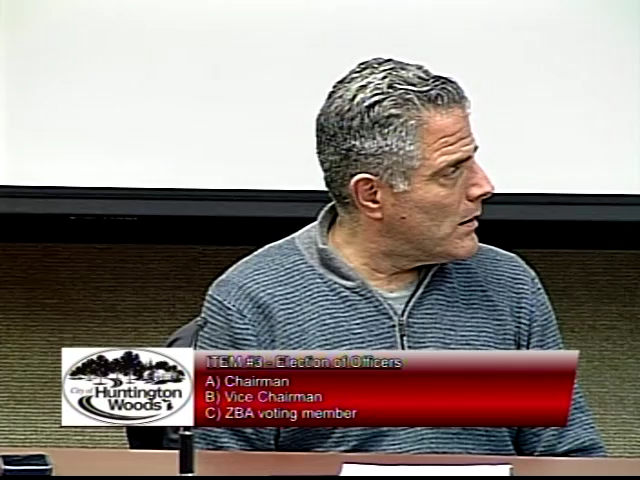 ITEM #3 - Election of Officers
A) Chairman
B) Vice Chairman
C) ZBA voting member
City of
Huntington
Woods